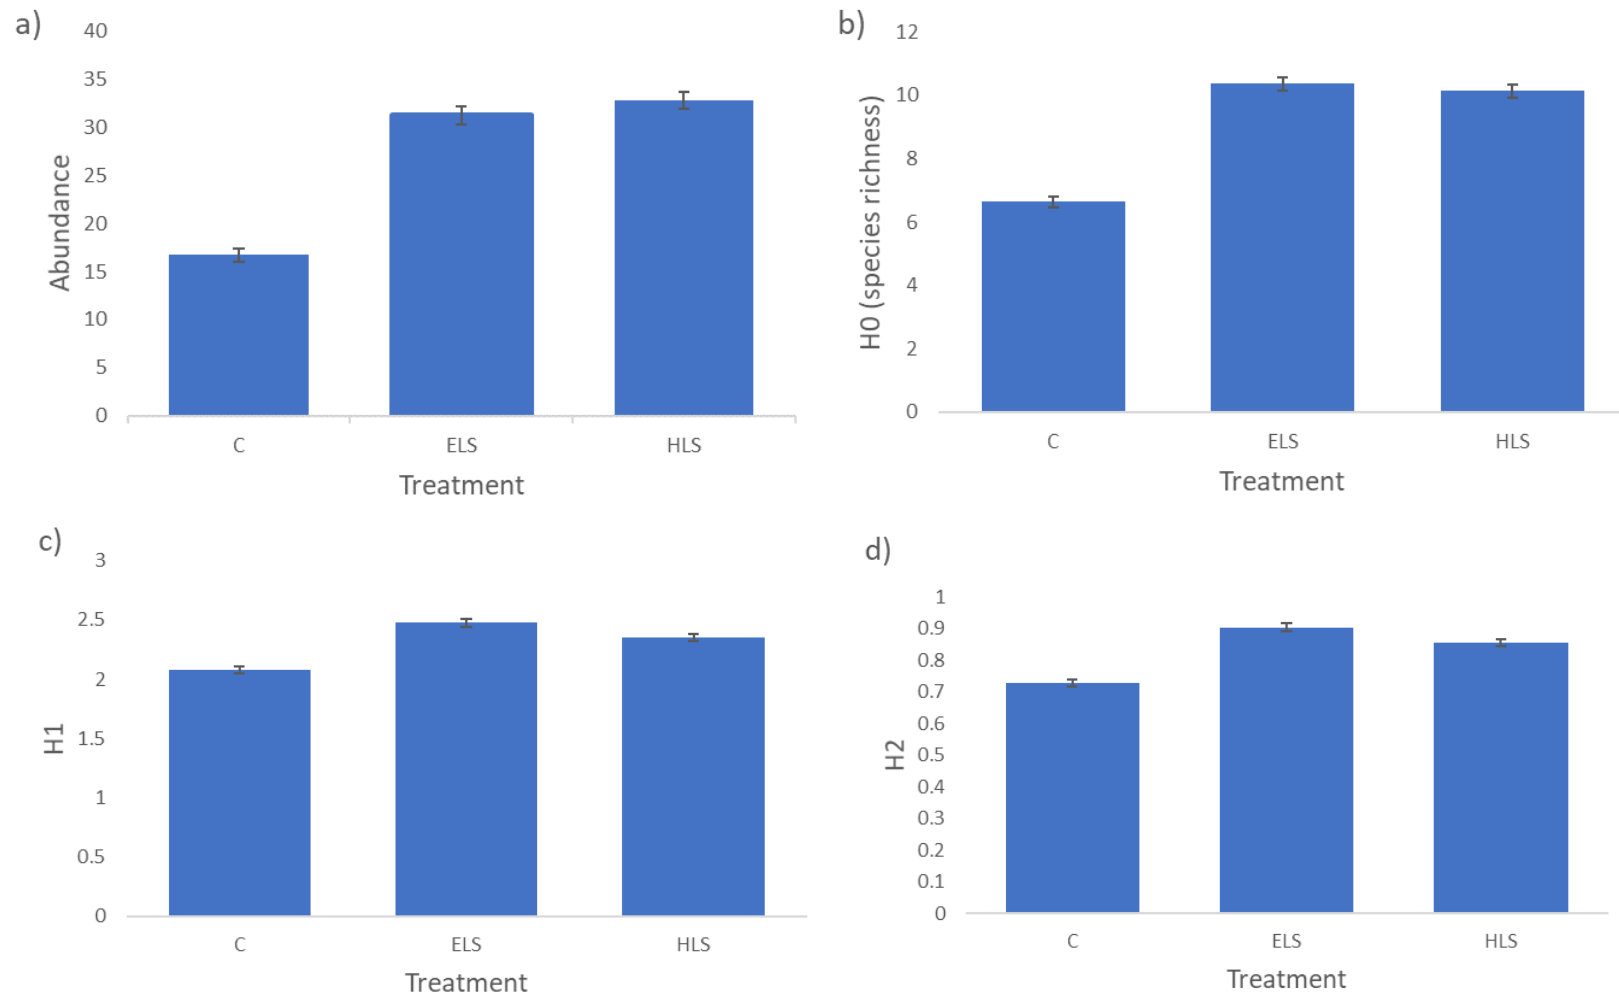 a)
40
35
30
25
20
15
10
5
0
Abundance
C ELS HLS
Treatment
b)
12
10
8
6
4
2
0
H0 (species richness)
C ELS HLS
Treatment
c)
3
2.5
2
1.5
1
0.5
0
H1
C ELS HLS
Treatment
d)
1
0.9
0.8
0.7
0.6
0.5
0.4
0.3
0.2
0.1
0
H2
C ELS HLS
Treatment